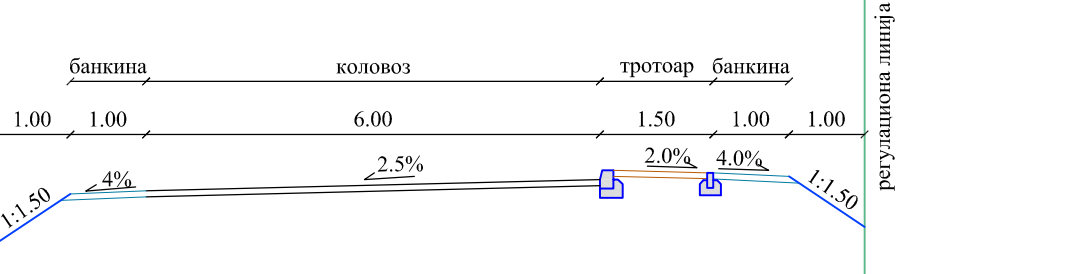 банкина коловоз тротоар банкина
1.00 1.00 6.00 1.50 1.00 1.00
4% 2.5% 2.0% 4.0%
1:1.50 1:1.50
регулациона линија